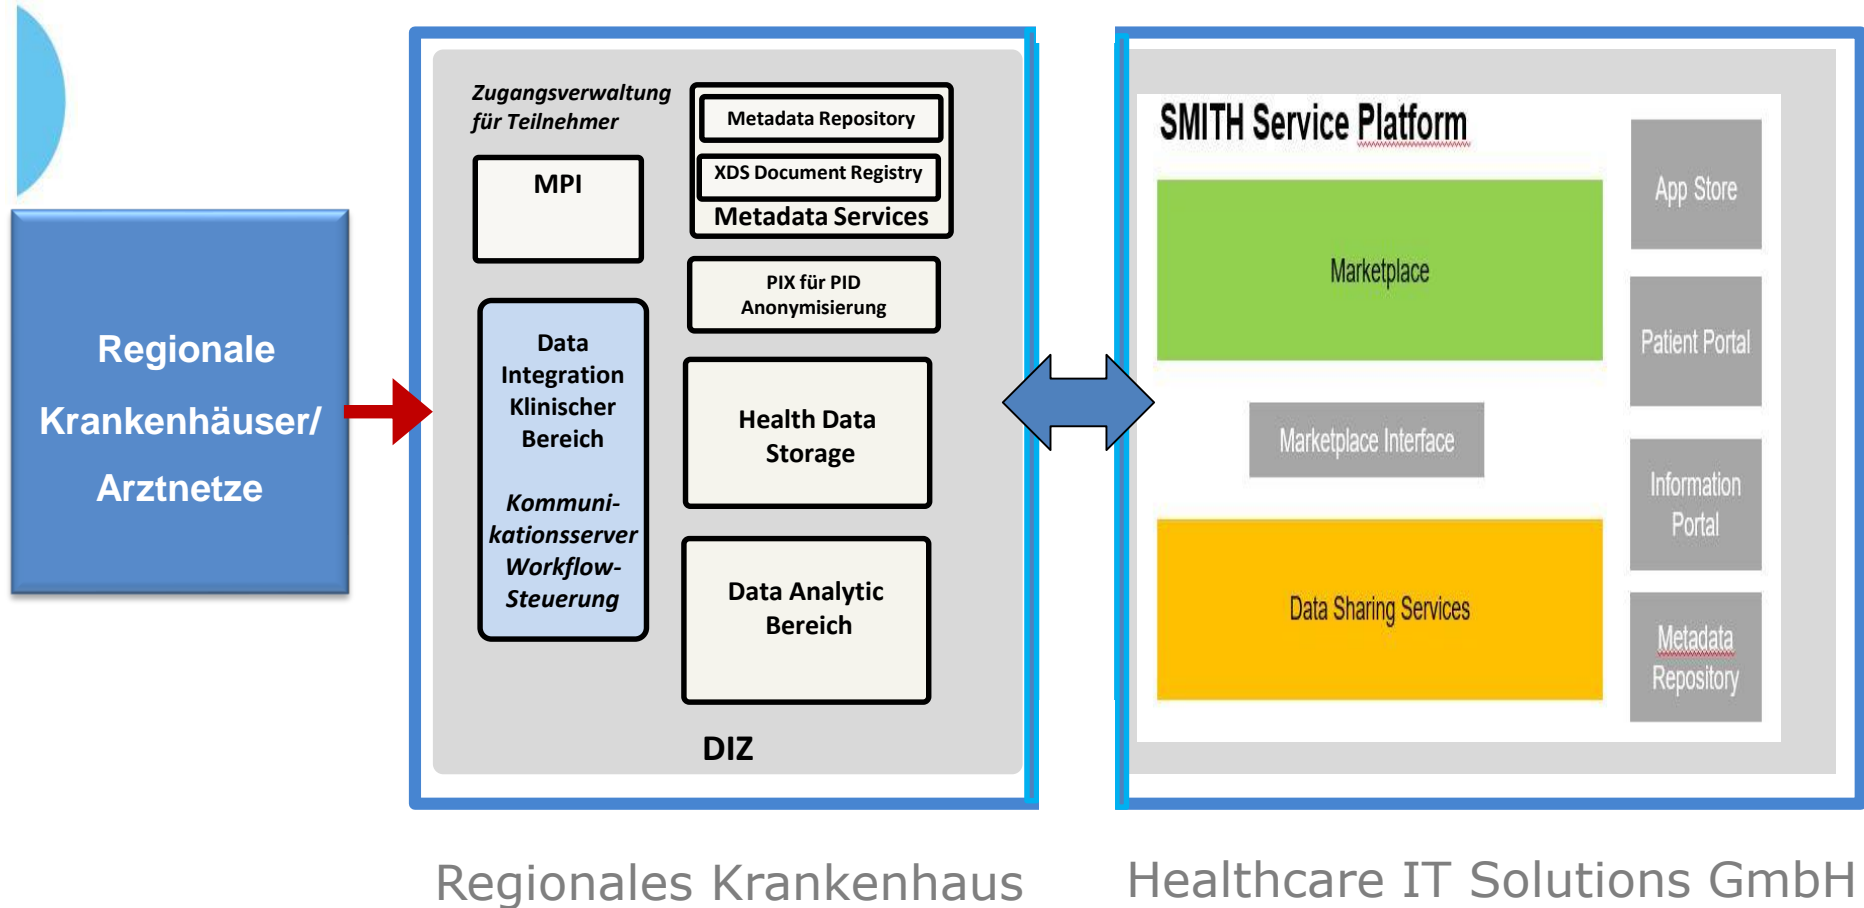 Regionale
Krankenhäuser/
Arztnetze
Zugangsverwaltung
für Teilnehmer
MPI
Data
Integration
Klinischer
Bereich
Kommuni-
kationsserver
Workflow-
Steuerung
Metadata Repository
XDS Document Registry
Metadata Services
PIX für PID
Anonymisierung
Health Data
Storage
Data Analytic
Bereich
DIZ
Regionales Krankenhaus
SMITH Service Platform
Marketplace
Marketplace Interface
Data Sharing Services
App Store
Patient Portal
Information
Portal
Metadata
Repository
Healthcare IT Solutions GmbH